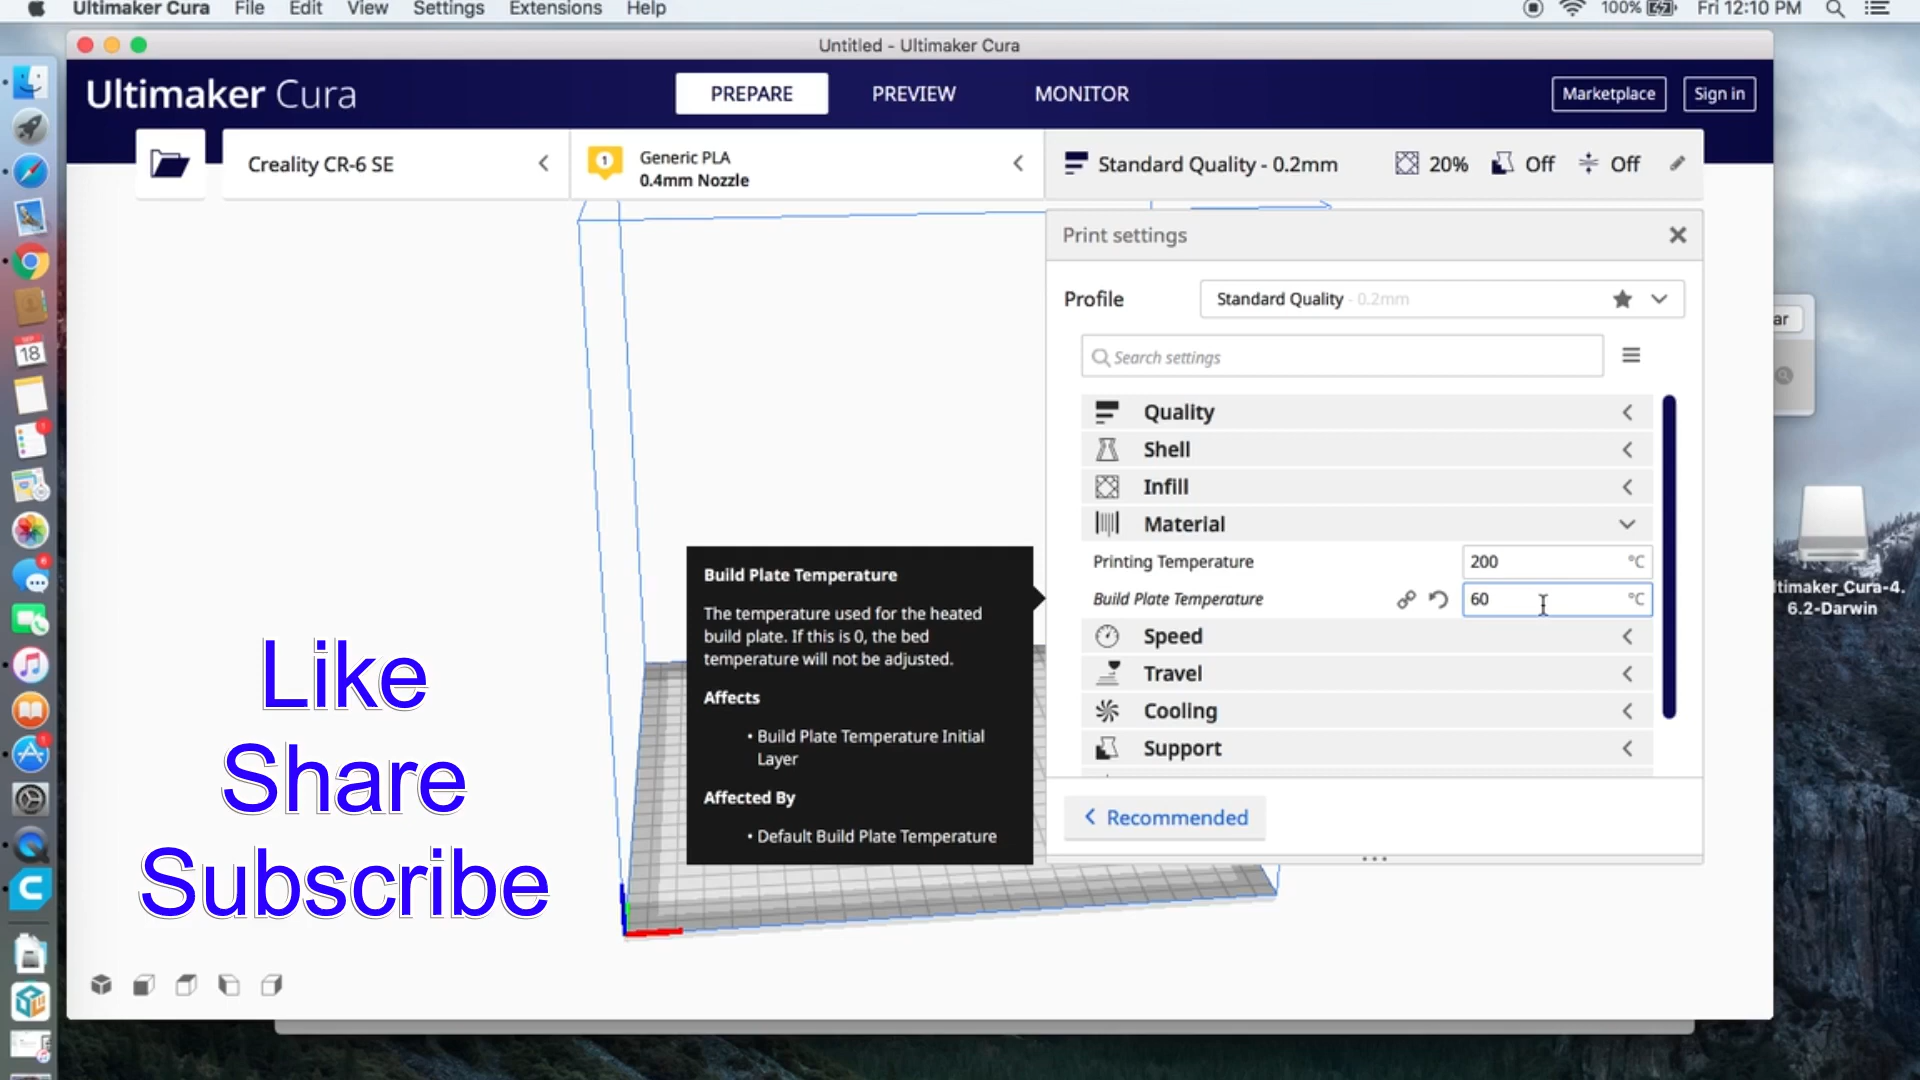 Ultimaker Cura File Edit View Settings Extensions Help
100% Fri 12:10 PM
Untitled - Ultimaker Cura
Ultimaker Cura
PREPARE PREVIEW MONITOR
Marketplace Sign in
Creality CR-6 SE
1
Generic PLA
0.4mm Nozzle
Standard Quality - 0.2mm 20% Off Off
Print settings
Profile Standard Quality - 0.2mm
Search settings
Quality
Shell
Infill
Material
Printing Temperature 200 °C
Build Plate Temperature 60 °C
Speed
Travel
Cooling
Support
Recommended
Build Plate Temperature
The temperature used for the heated
build plate. If this is 0, the bed
temperature will not be adjusted.
Affects
• Build Plate Temperature Initial
Layer
Affected By
• Default Build Plate Temperature
Like
Share
Subscribe
18
ar
ltimaker_Cura-4.
6.2-Darwin